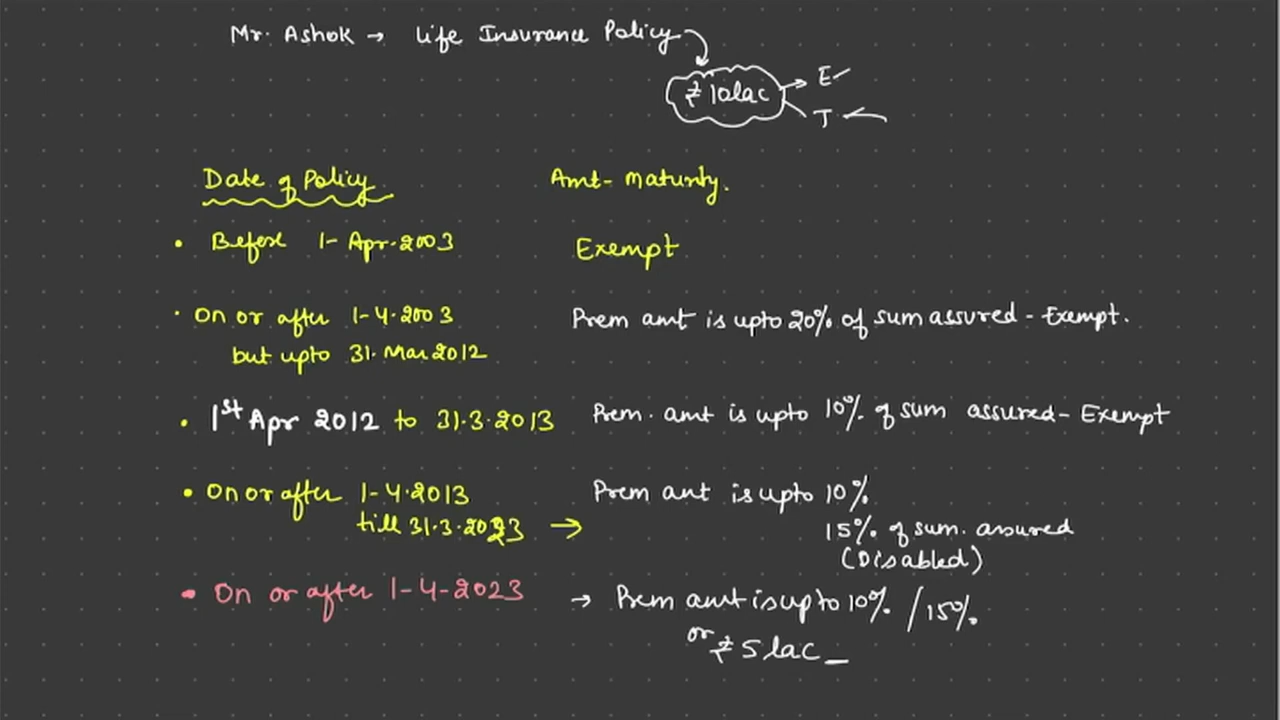 Mr. Ashok → Life Insurance Policy
₹ 10lac
E
T
Date of Policy Amt- maturity.
• Before 1-Apr-2003 Exempt
• On or after 1-4-2003 Prem amt is upto 20% of sum assured - Exempt.
but upto 31. Mar 2012
• 1st Apr 2012 to 31.3.2013 Prem. amt is upto 10% of sum assured - Exempt
• On or after 1-4-2013 Prem amt is upto 10%
till 31.3.2023 → 15% of sum. assured
(Disabled)
• On or after 1-4-2023 → Prem amt is upto 10% / 15%.
or ₹ 5 lac